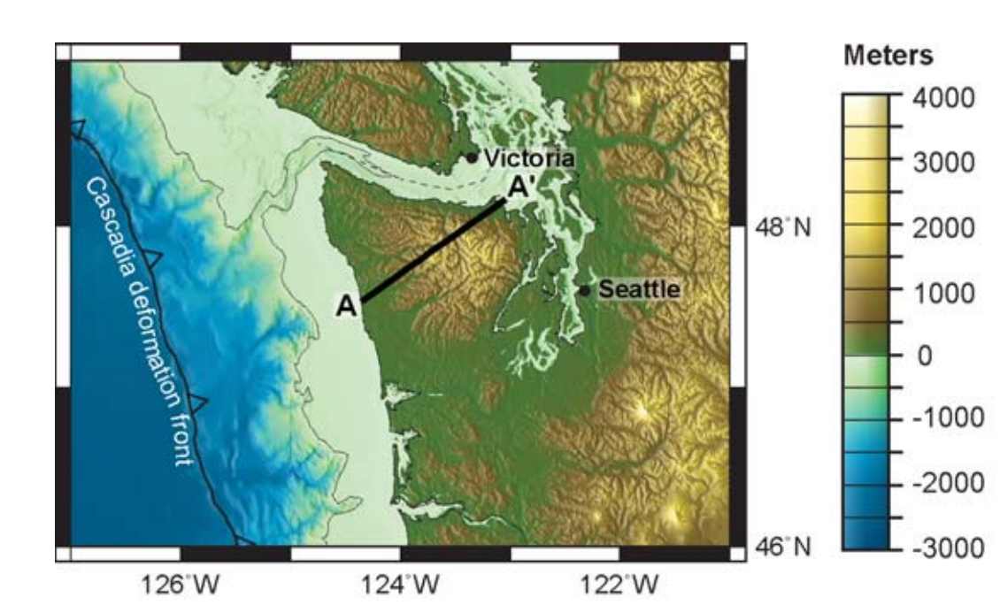 Meters
4000
3000
2000
1000
0
-1000
-2000
-3000
Victoria
A'
48°N
Seattle
A
Cascadia deformation front
46°N
126°W
124°W
122°W